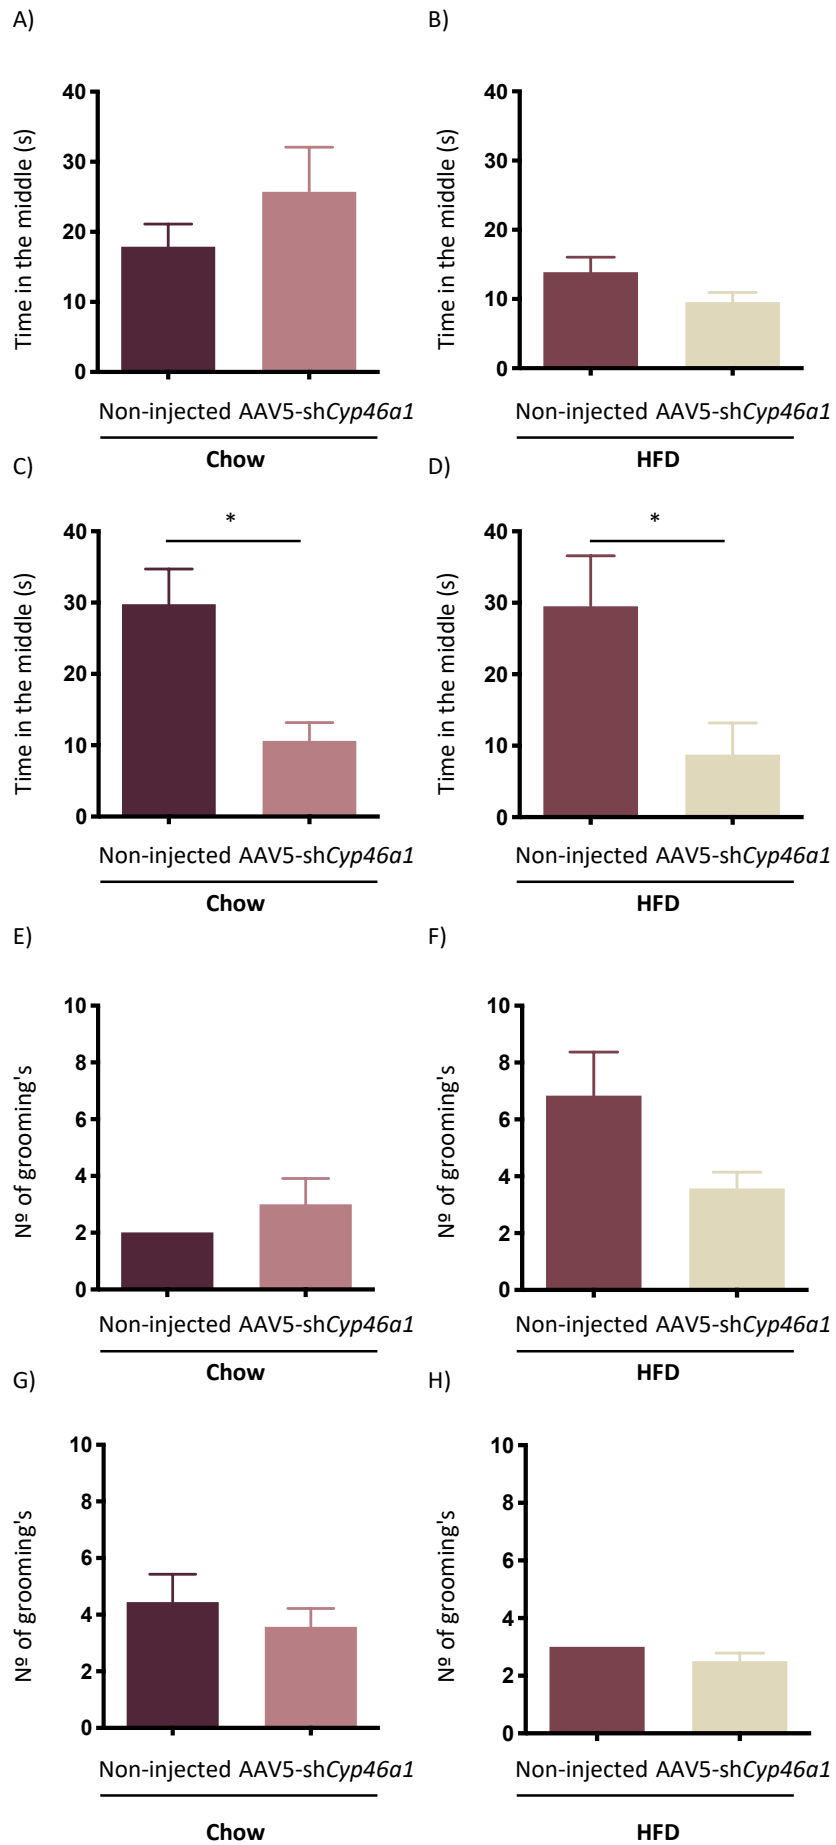 A)
B)
Time in the middle (s)
40
30
20
10
0
Non-injected AAV5-shCyp46a1
Chow
Time in the middle (s)
40
30
20
10
0
Non-injected AAV5-shCyp46a1
HFD
C)
D)
Time in the middle (s)
40
30
20
10
0
*
Non-injected AAV5-shCyp46a1
Chow
Time in the middle (s)
40
30
20
10
0
*
Non-injected AAV5-shCyp46a1
HFD
E)
F)
Nº of grooming's
10
8
6
4
2
0
Non-injected AAV5-shCyp46a1
Chow
Nº of grooming's
10
8
6
4
2
0
Non-injected AAV5-shCyp46a1
HFD
G)
H)
Nº of grooming's
10
8
6
4
2
0
Non-injected AAV5-shCyp46a1
Chow
Nº of grooming's
10
8
6
4
2
0
Non-injected AAV5-shCyp46a1
HFD